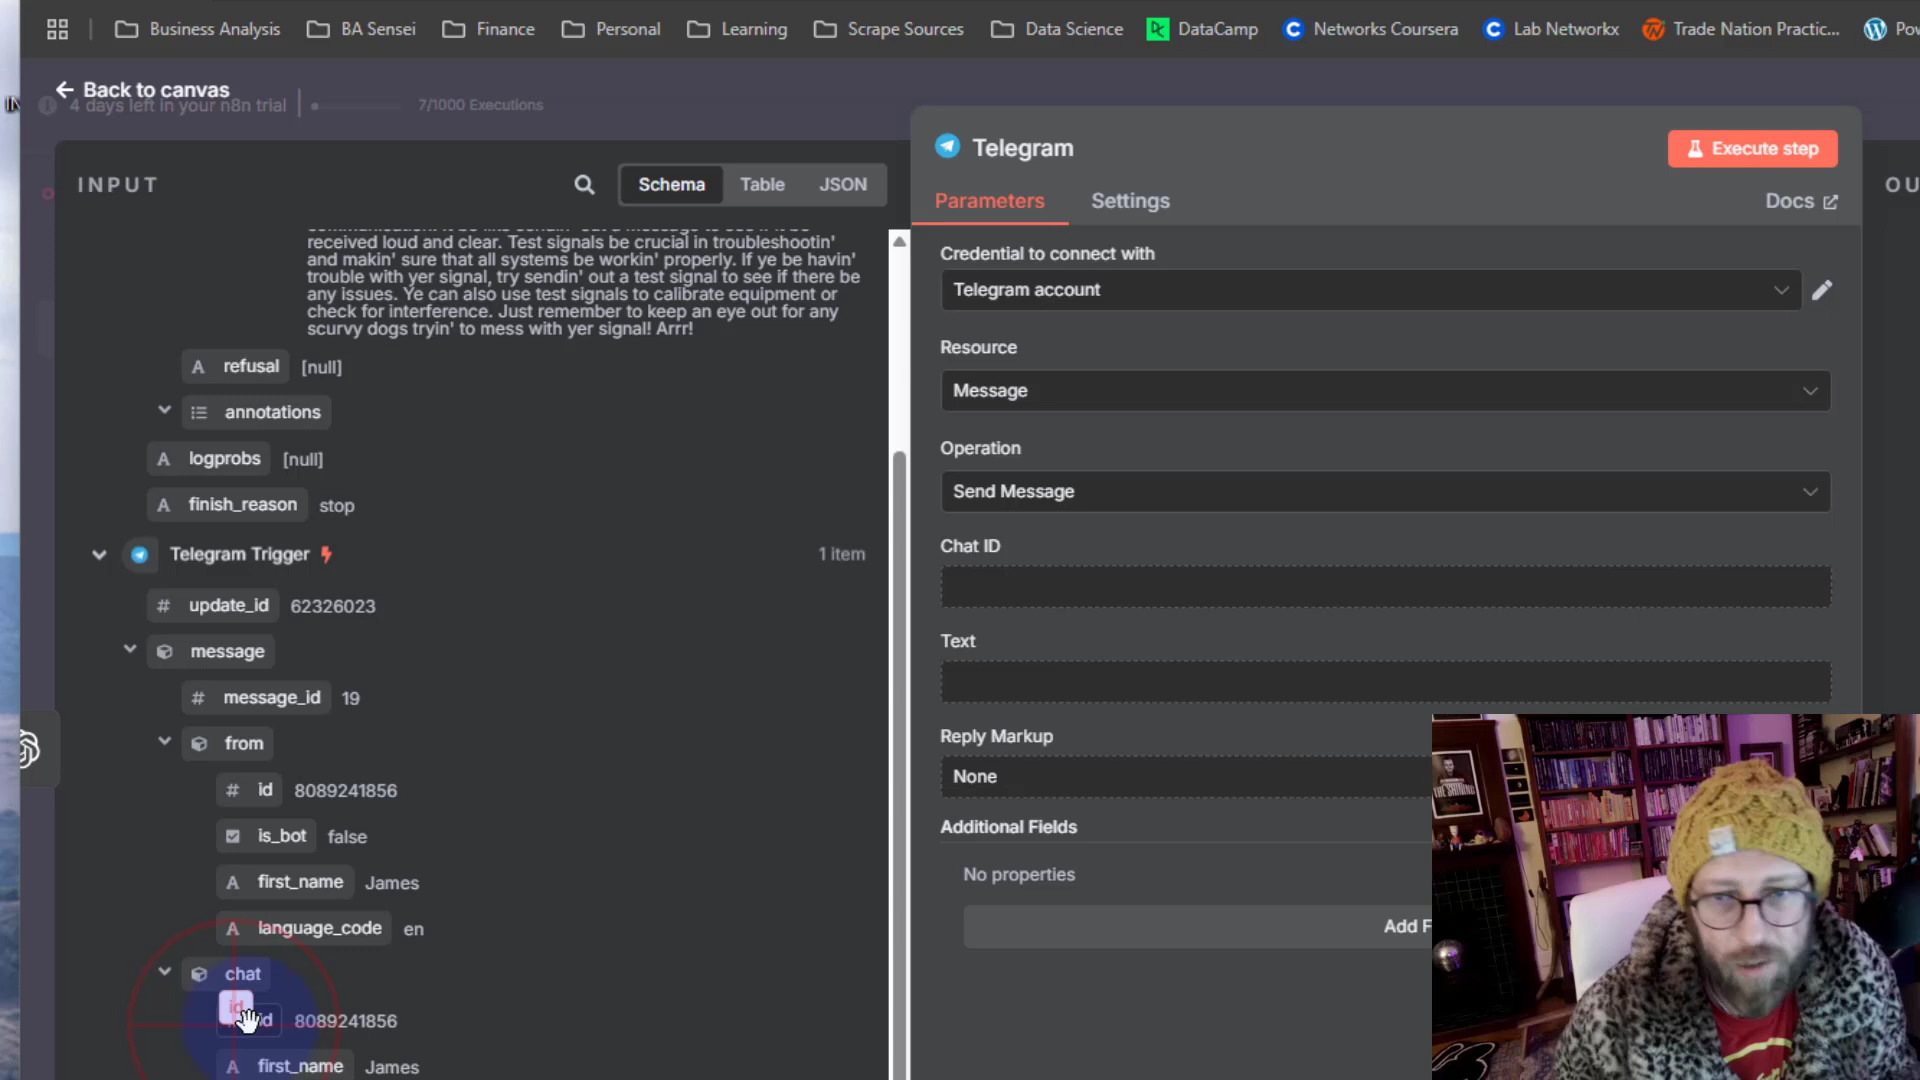 Business Analysis
BA Sensei
Finance
Personal
Learning
Scrape Sources
Data Science
DataCamp
Networks Coursera
Lab Networkx
Trade Nation Practic...
Back to canvas
4 days left in your n8n trial
7/1000 Executions
INPUT
Schema
Table
JSON
received loud and clear. Test signals be crucial in troubleshootin'
and makin' sure that all systems be workin' properly. If ye be havin'
trouble with yer signal, try sendin' out a test signal to see if there be
any issues. Ye can also use test signals to calibrate equipment or
check for interference. Just remember to keep an eye out for any
scurvy dogs tryin' to mess with yer signal! Arrr!
A refusal [null]
annotations
A logprobs [null]
A finish_reason stop
Telegram Trigger 1 item
# update_id 62326023
message
# message_id 19
from
# id 8089241856
is_bot false
A first_name James
A language_code en
chat
id
id 8089241856
A first_name James
Telegram
Execute step
Parameters
Settings
Docs
Credential to connect with
Telegram account
Resource
Message
Operation
Send Message
Chat ID
Text
Reply Markup
None
Additional Fields
No properties
Add F
OU
THE SHINING